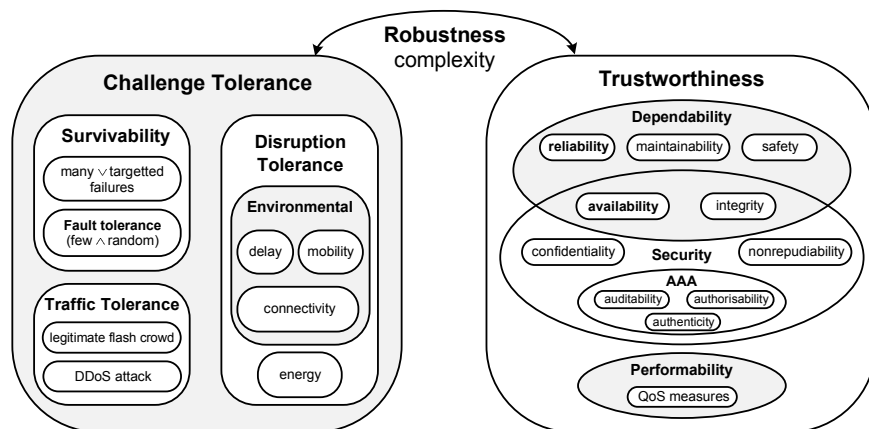 Robustness
complexity
Challenge Tolerance
Survivability
many ∨ targetted
failures
Fault tolerance
(few ∧ random)
Traffic Tolerance
legitimate flash crowd
DDoS attack
Disruption
Tolerance
Environmental
delay
mobility
connectivity
energy
Trustworthiness
Dependability
reliability
maintainability
safety
availability
integrity
confidentiality
Security
nonrepudiability
AAA
auditability
authorisability
authenticity
Performability
QoS measures